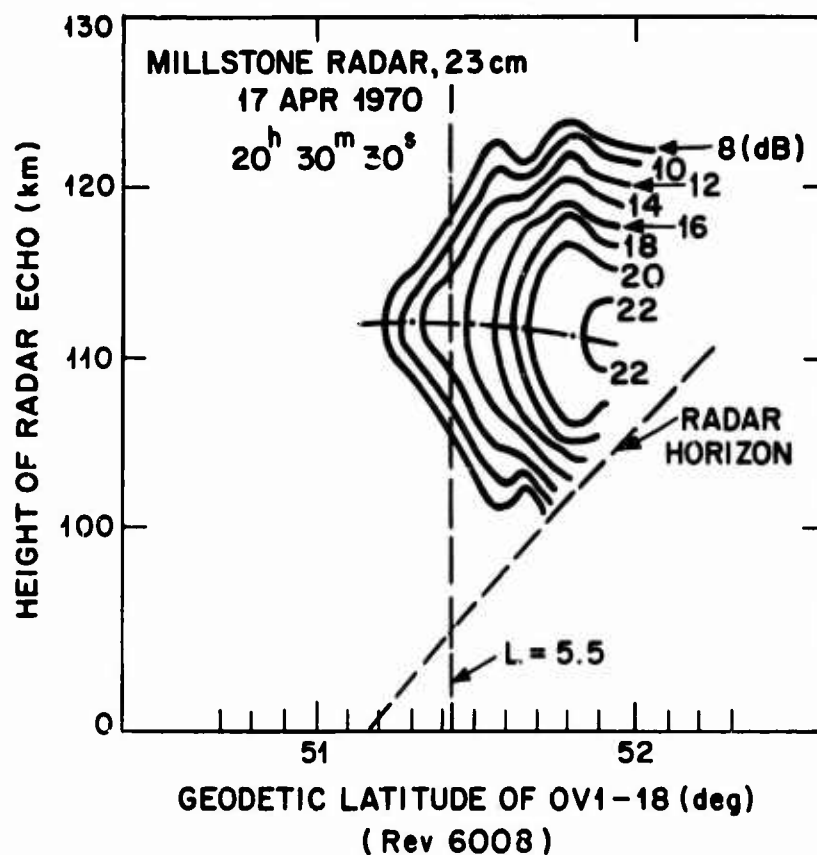 130
MILLSTONE RADAR, 23 cm
17 APR 1970
20h 30m 30s
8 (dB)
10
12
120
14
16
18
20
22
110
22
RADAR
HORIZON
100
L = 5.5
0
51
52
HEIGHT OF RADAR ECHO (km)
GEODETIC LATITUDE OF OV1-18 (deg)
(Rev 6008)